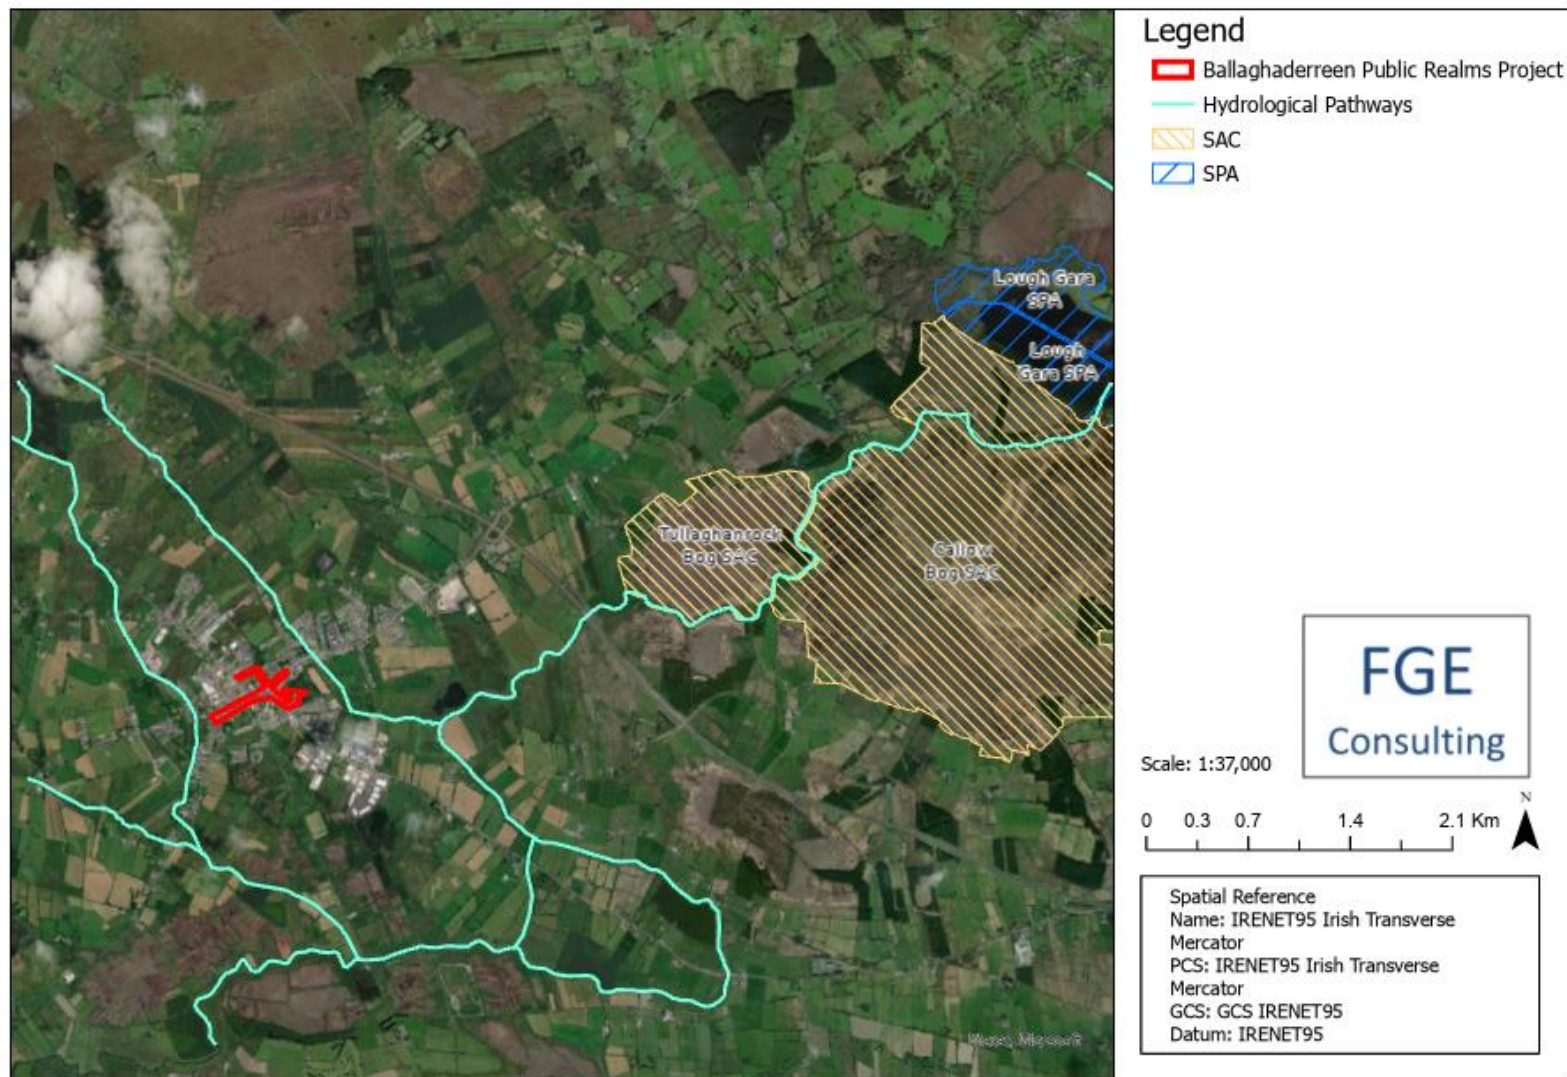 Legend
Ballaghaderreen Public Realms Project
Hydrological Pathways
SAC
SPA
Lough Gara
SPA
Lough
Gara SPA
Tullaghanrock
Bog SAC
Callow
Bog SAC
FGE
Consulting
Scale: 1:37,000
N
0 0.3 0.7 1.4 2.1 Km
Spatial Reference
Name: IRENET95 Irish Transverse
Mercator
PCS: IRENET95 Irish Transverse
Mercator
GCS: GCS IRENET95
Datum: IRENET95
Microsoft